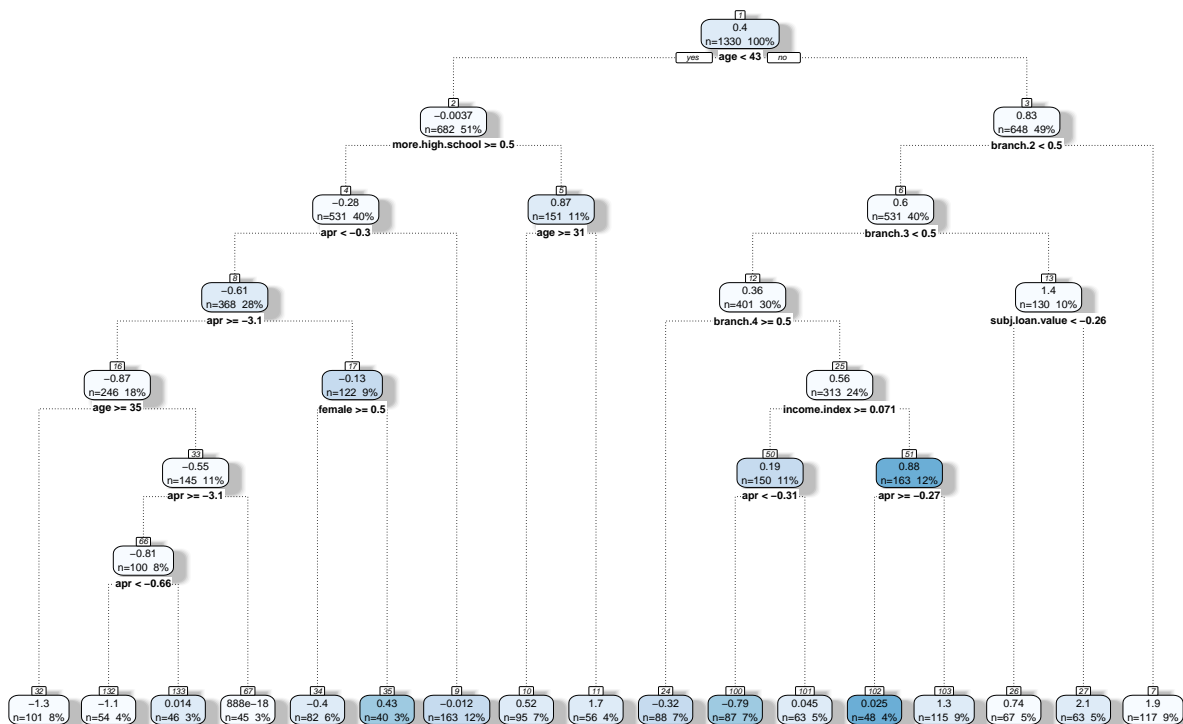 1
0.4
n=1330 100%
yes age < 43 no
2
−0.0037
n=682 51%
more.high.school >= 0.5
3
0.83
n=648 49%
branch.2 < 0.5
4
−0.28
n=531 40%
apr < −0.3
5
0.87
n=151 11%
age >= 31
6
0.6
n=531 40%
branch.3 < 0.5
8
−0.61
n=368 28%
apr >= −3.1
12
0.36
n=401 30%
branch.4 >= 0.5
13
1.4
n=130 10%
subj.loan.value < −0.26
16
−0.87
n=246 18%
age >= 35
17
−0.13
n=122 9%
female >= 0.5
25
0.56
n=313 24%
income.index >= 0.071
33
−0.55
n=145 11%
apr >= −3.1
50
0.19
n=150 11%
apr < −0.31
51
0.88
n=163 12%
apr >= −0.27
66
−0.81
n=100 8%
apr < −0.66
32
−1.3
n=101 8%
132
−1.1
n=54 4%
133
0.014
n=46 3%
67
888e−18
n=45 3%
34
−0.4
n=82 6%
35
0.43
n=40 3%
9
−0.012
n=163 12%
10
0.52
n=95 7%
11
1.7
n=56 4%
24
−0.32
n=88 7%
100
−0.79
n=87 7%
101
0.045
n=63 5%
102
0.025
n=48 4%
103
1.3
n=115 9%
26
0.74
n=67 5%
27
2.1
n=63 5%
7
1.9
n=117 9%